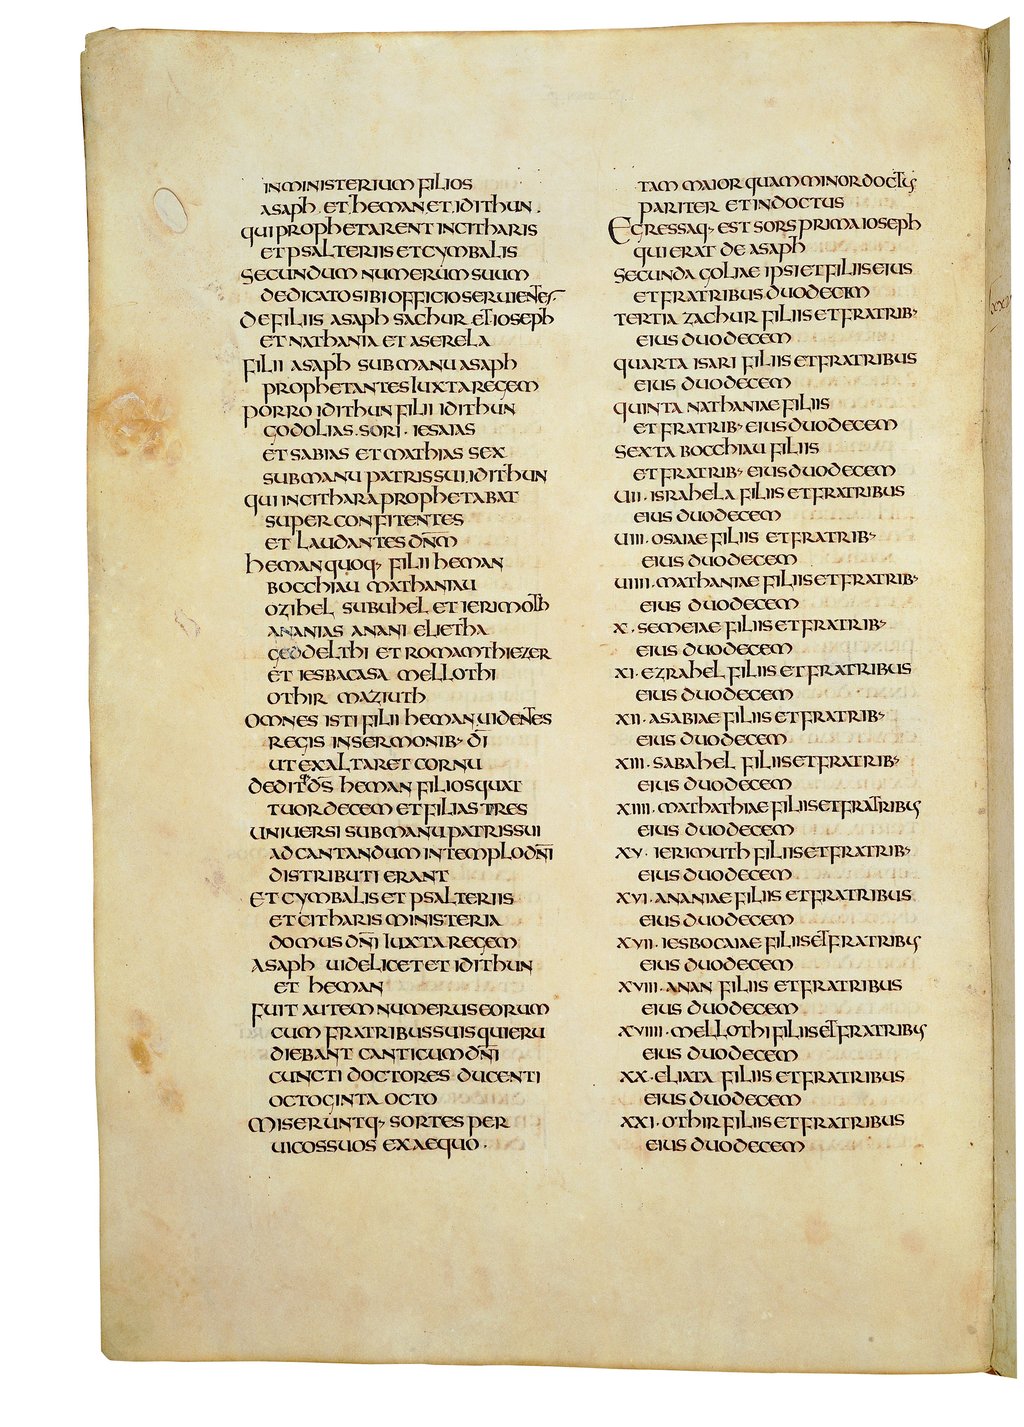 IN MINISTERIUM FILIOS
ASAPH ET HEMAN ET IDITHUN.
QUI PROPHETARENT IN CITHARIS
ET PSALTERIIS ET CYMBALIS
SECUNDUM NUMERUM SUUM
DEDICATO SIBI OFFICIO SERUIENTES
DE FILIIS ASAPH SACHUR ET IOSEPH
ET NATHANIA ET ASERELA
FILII ASAPH SUB MANU ASAPH
PROPHETANTES IUXTA REGEM
PORRO IDITHUN FILII IDITHUN
GODOLIAS. SORI. IESAIAS
ET SABIAS ET MATHIAS SEX
SUB MANU PATRIS SUI IDITHUN
QUI IN CITHARA PROPHETABAT
SUPER CONFITENTES
ET LAUDANTES DN̄M
HEMAN QUOQ· FILII HEMAN
BOCCHIAU MATHANIAU
OZIHEL SUBUHEL ET IERIMOTH
ANANIAS ANANI ELIETHA
GEDDELTHI ET ROMAMTHIEZER
ET IESBACASA MELLOTHI
OTHIR MAZIUTH
OMNES ISTI FILII HEMAN UIDENTES
REGIS IN SERMONIB· DĪ
UT EXALTARET CORNU
DEDITQ· DS̄ HEMAN FILIOS QUAT
TUORDECEM ET FILIAS TRES
UNIUERSI SUB MANU PATRIS SUI
AD CANTANDUM IN TEMPLO DN̄I
DISTRIBUTI ERANT
ET CYMBALIS ET PSALTERIIS
ET CITHARIS MINISTERIA
DOMUS DN̄I IUXTA REGEM
ASAPH UIDELICET ET IDITHUN
ET HEMAN
FUIT AUTEM NUMERUS EORUM
CUM FRATRIBUS SUIS QUI ERU
DIEBANT CANTICUM DN̄I
CUNCTI DOCTORES DUCENTI
OCTOGINTA OCTO
MISERUNTQ· SORTES PER
UICOS SUOS EX AEQUO.
TAM MAIOR QUAM MINOR DOCTUS
PARITER ET INDOCTUS
EGRESSAQ· EST SORS PRIMA IOSEPH
QUI ERAT DE ASAPH
SECUNDA GOLIAE IPSI ET FILIIS EIUS
ET FRATRIBUS DUODECIM
TERTIA ZACHUR FILIIS ET FRATRIB·
EIUS DUODECEM
QUARTA ISARI FILIIS ET FRATRIBUS
EIUS DUODECEM
QUINTA NATHANIAE FILIIS
ET FRATRIB· EIUS DUODECEM
SEXTA BOCCHIAU FILIIS
ET FRATRIB· EIUS DUODECEM
UII. ISRAHELA FILIIS ET FRATRIBUS
EIUS DUODECEM
UIII. OSAIAE FILIIS ET FRATRIB·
EIUS DUODECEM
UIIII. MATHANIAE FILIIS ET FRATRIB·
EIUS DUODECEM
X. SEMEIAE FILIIS ET FRATRIB·
EIUS DUODECEM
XI. EZRAHEL FILIIS ET FRATRIBUS
EIUS DUODECEM
XII. ASABIAE FILIIS ET FRATRIB·
EIUS DUODECEM
XIII. SABAHEL FILIIS ET FRATRIB·
EIUS DUODECEM
XIIII. MATHATHIAE FILIIS ET FRATRIBUS
EIUS DUODECEM
XV. IERIMUTH FILIIS ET FRATRIB·
EIUS DUODECEM
XVI. ANANIAE FILIIS ET FRATRIBUS
EIUS DUODECEM
XVII. IESBOCAIAE FILIIS ET FRATRIBUS
EIUS DUODECEM
XVIII. ANAN FILIIS ET FRATRIBUS
EIUS DUODECEM
XVIIII. MELLOTHI FILIIS ET FRATRIBUS
EIUS DUODECEM
XX. ELIATA FILIIS ET FRATRIBUS
EIUS DUODECEM
XXI. OTHIR FILIIS ET FRATRIBUS
EIUS DUODECEM